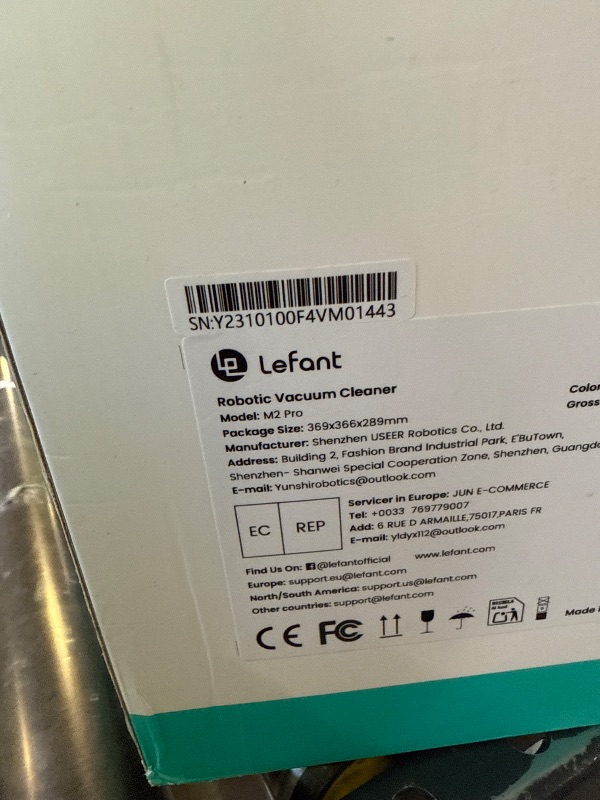 SN:Y2310100F4VM01443
Lefant
Robotic Vacuum Cleaner
Model: M2 Pro
Package Size: 369x366x289mm
Manufacturer: Shenzhen USEER Robotics Co., Ltd.
Address: Building 2, Fashion Brand Industrial Park, E'BuTown,
Shenzhen- Shanwei Special Cooperation Zone, Shenzhen,
E-mail: Yunshirobotics@outlook.com
Color
Gross
EC REP
Servicer in Europe: JUN E-COMMERCE
Tel: +0033 769779007
Add: 6 RUE D ARMAILLE,75017,PARIS FR
E-mail: yldyx112@outlook.com
Find Us On: @lefantofficial www.lefant.com
Europe: support.eu@lefant.com
North/South America: support.us@lefant.com
Other countries: support@lefant.com
CE FC
Made